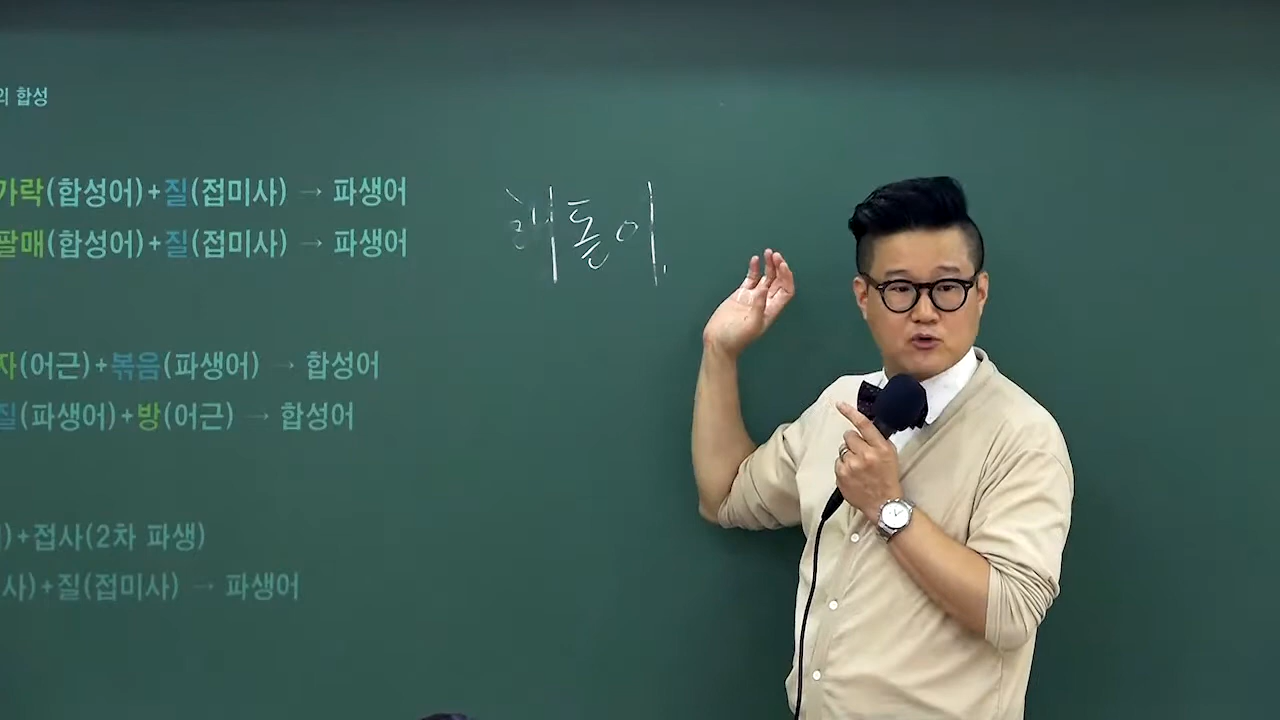 의 합성
가락(합성어)+질(접미사) → 파생어
팔매(합성어)+질(접미사) → 파생어
해돋이.
자(어근)+볶음(파생어) → 합성어
질(파생어)+방(어근) → 합성어
)+접사(2차 파생)
사)+질(접미사) → 파생어